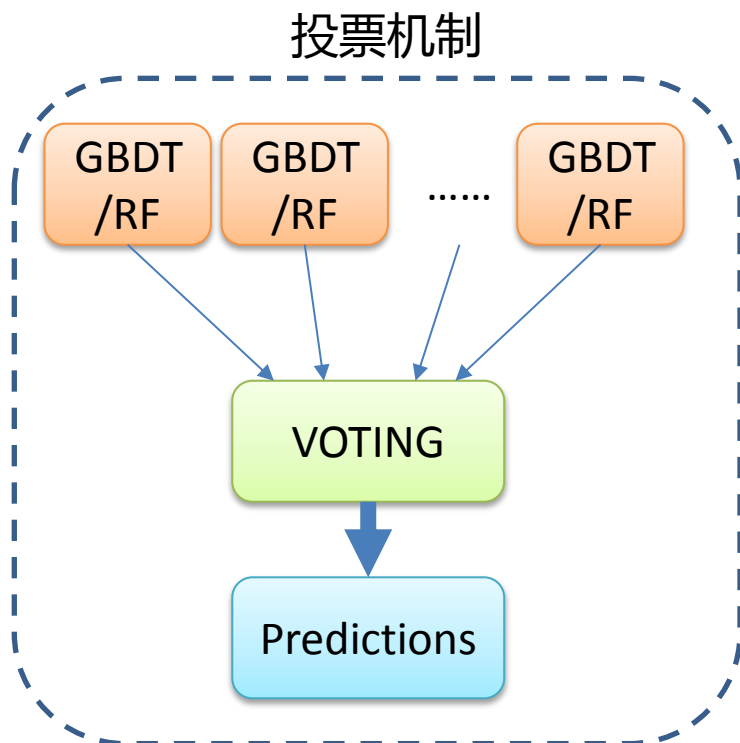 投票机制
GBDT
/RF
GBDT
/RF
……
GBDT
/RF
VOTING
Predictions